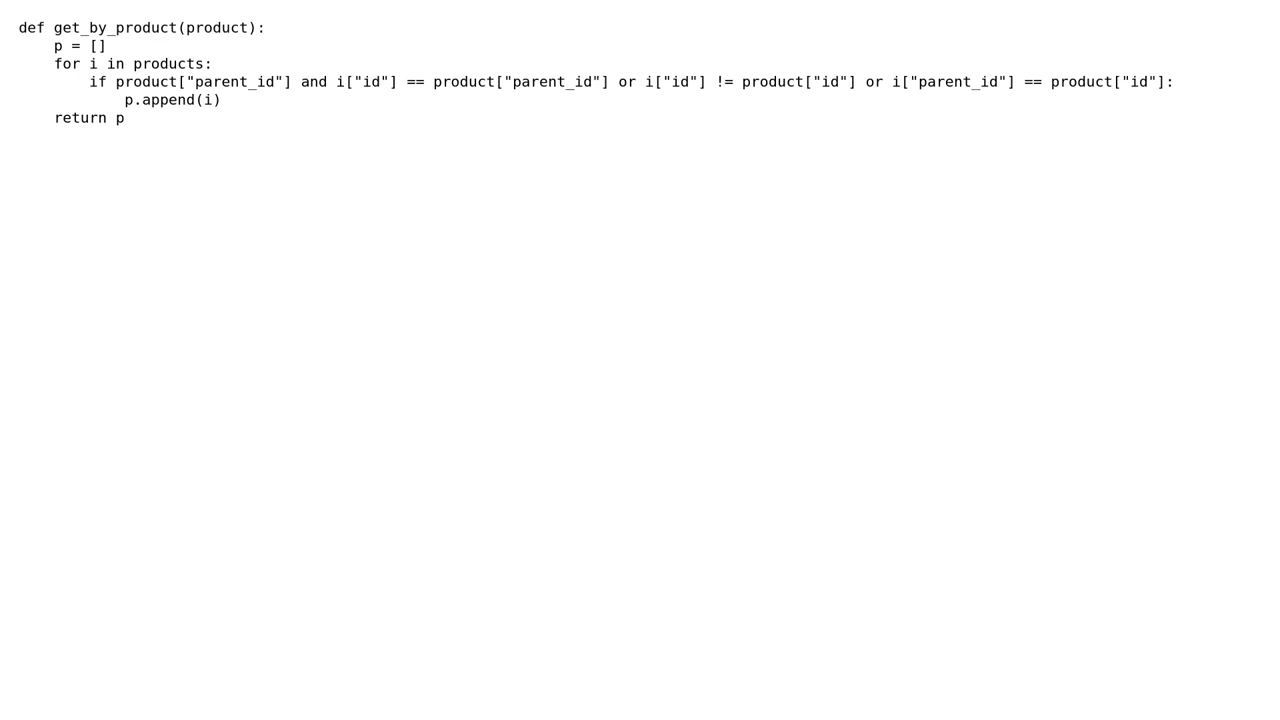 def get_by_product(product):
    p = []
    for i in products:
        if product["parent_id"] and i["id"] == product["parent_id"] or i["id"] != product["id"] or i["parent_id"] == product["id"]:
            p.append(i)
    return p